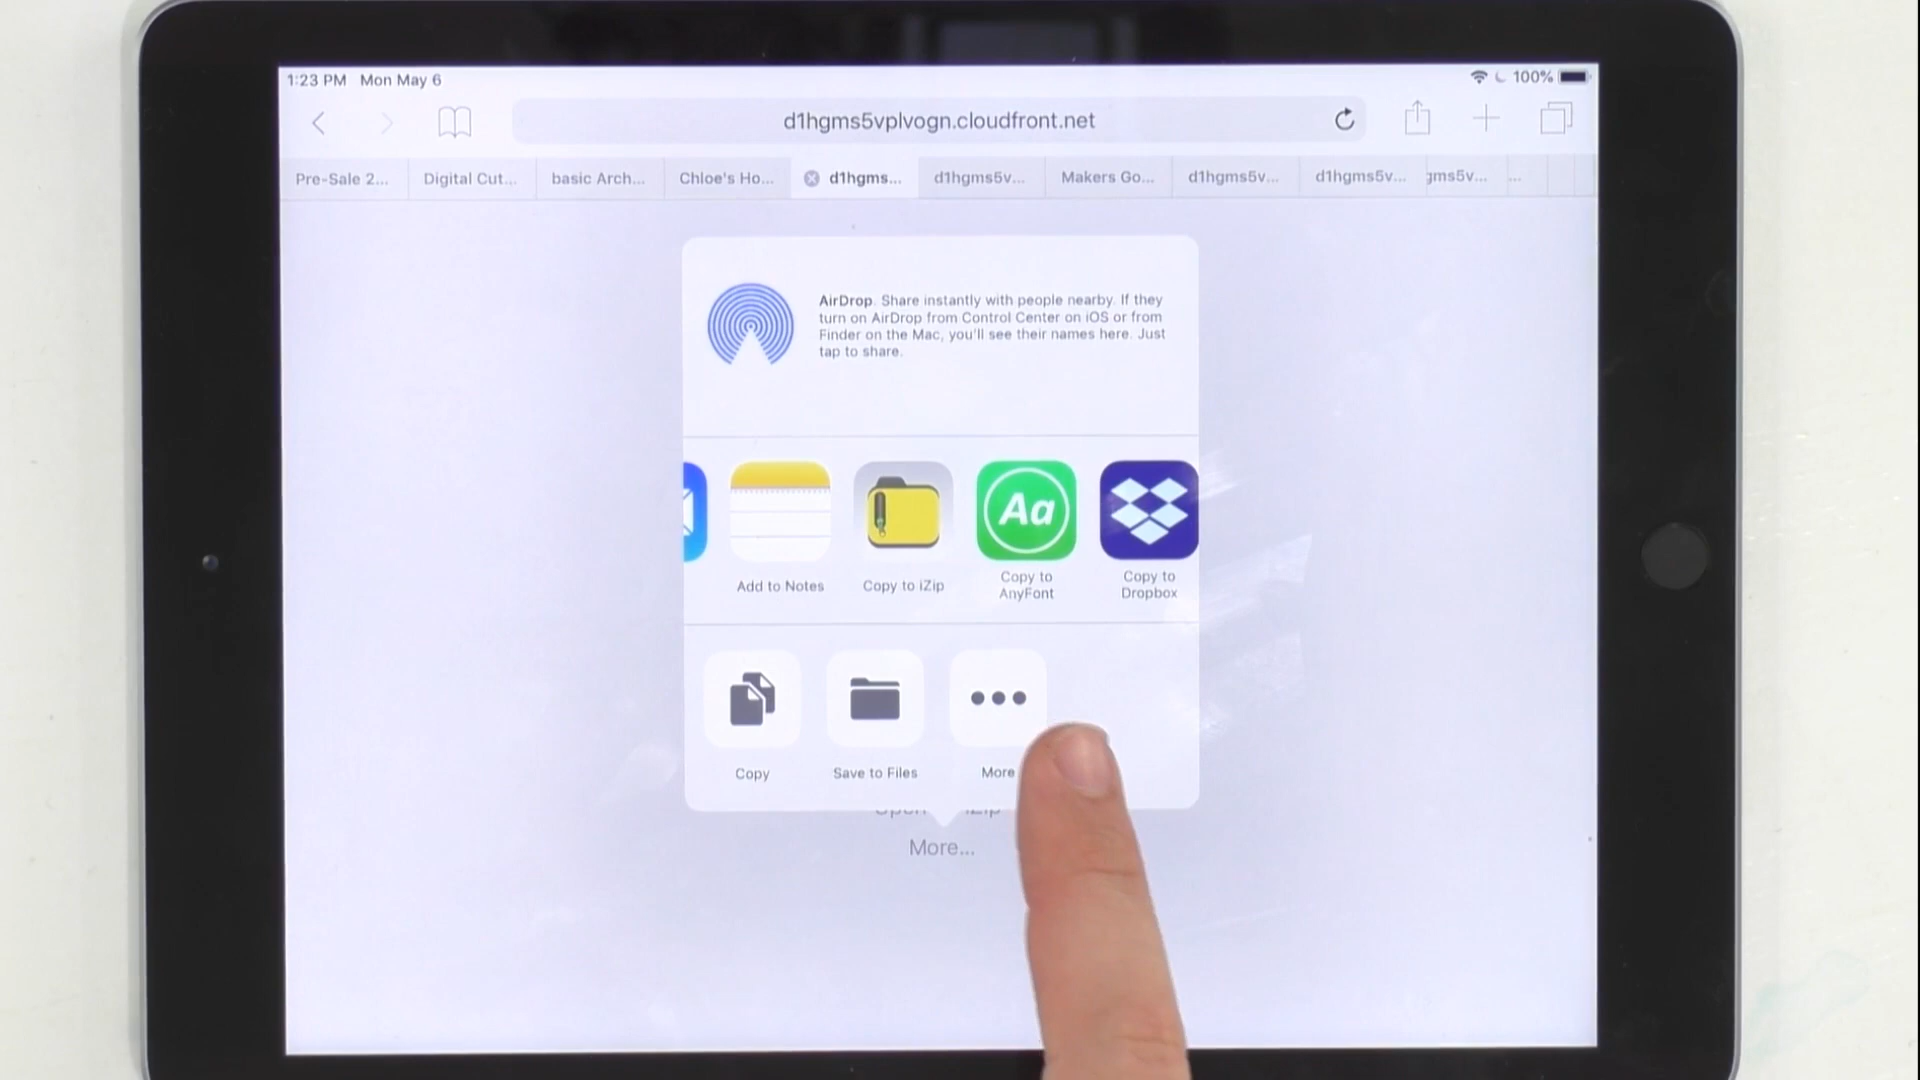 1:23 PM Mon May 6
100%
d1hgms5vplvogn.cloudfront.net
Pre-Sale 2... Digital Cut... basic Arch... Chloe's Ho... d1hgms... d1hgms5v... Makers Go... d1hgms5v... d1hgms5v... gms5v... ...
AirDrop. Share instantly with people nearby. If they
turn on AirDrop from Control Center on iOS or from
Finder on the Mac, you'll see their names here. Just
tap to share.
Aa
Add to Notes
Copy to iZip
Copy to
AnyFont
Copy to
Dropbox
Copy
Save to Files
More
More...